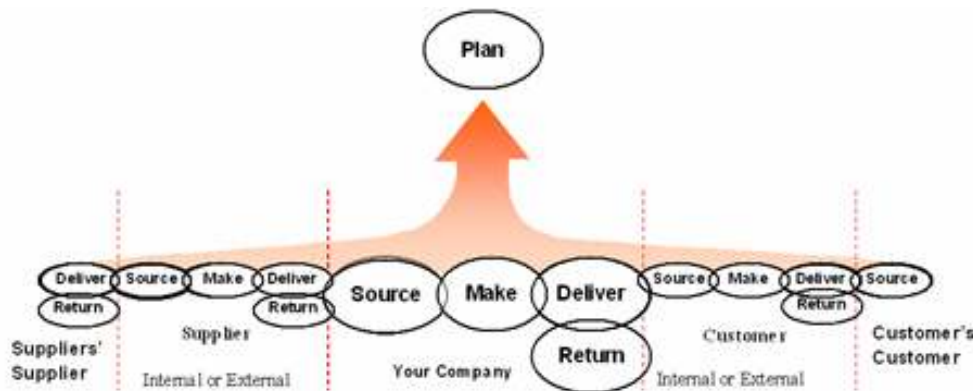 Plan
Deliver Source Make Deliver Source Make Deliver Source Make Deliver Source
Return Return Return Return
Suppliers' Supplier
Supplier
Internal or External
Your Company
Customer
Internal or External
Customer's
Customer